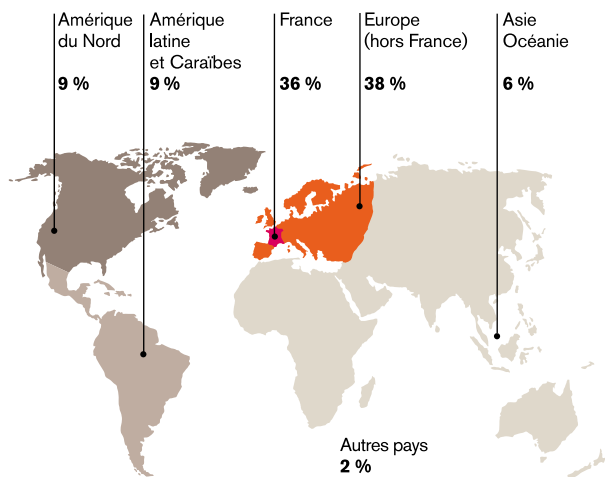 Amérique
du Nord
9 %
Amérique
latine
et Caraïbes
9 %
France
36 %
Europe
(hors France)
38 %
Asie
Océanie
6 %
Autres pays
2 %